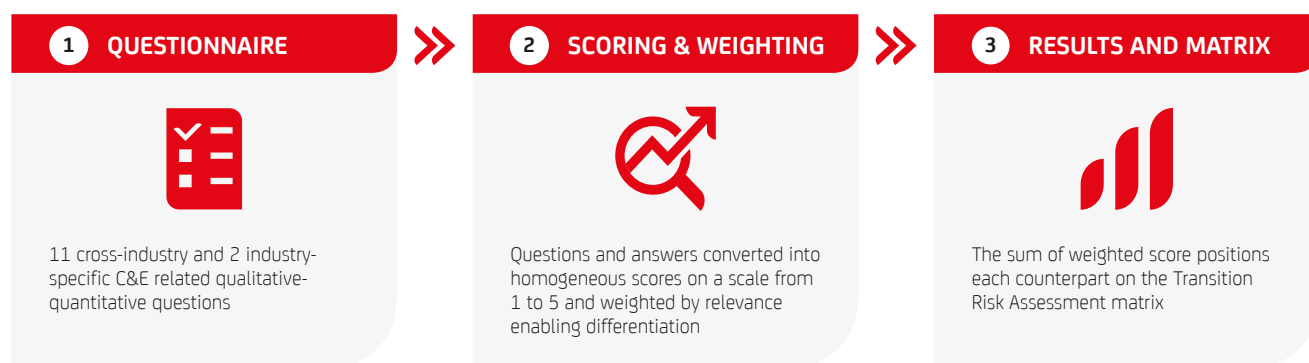 1 QUESTIONNAIRE
11 cross-industry and 2 industry-
specific C&E related qualitative-
quantitative questions
2 SCORING & WEIGHTING
Questions and answers converted into
homogeneous scores on a scale from
1 to 5 and weighted by relevance
enabling differentiation
3 RESULTS AND MATRIX
The sum of weighted score positions
each counterpart on the Transition
Risk Assessment matrix